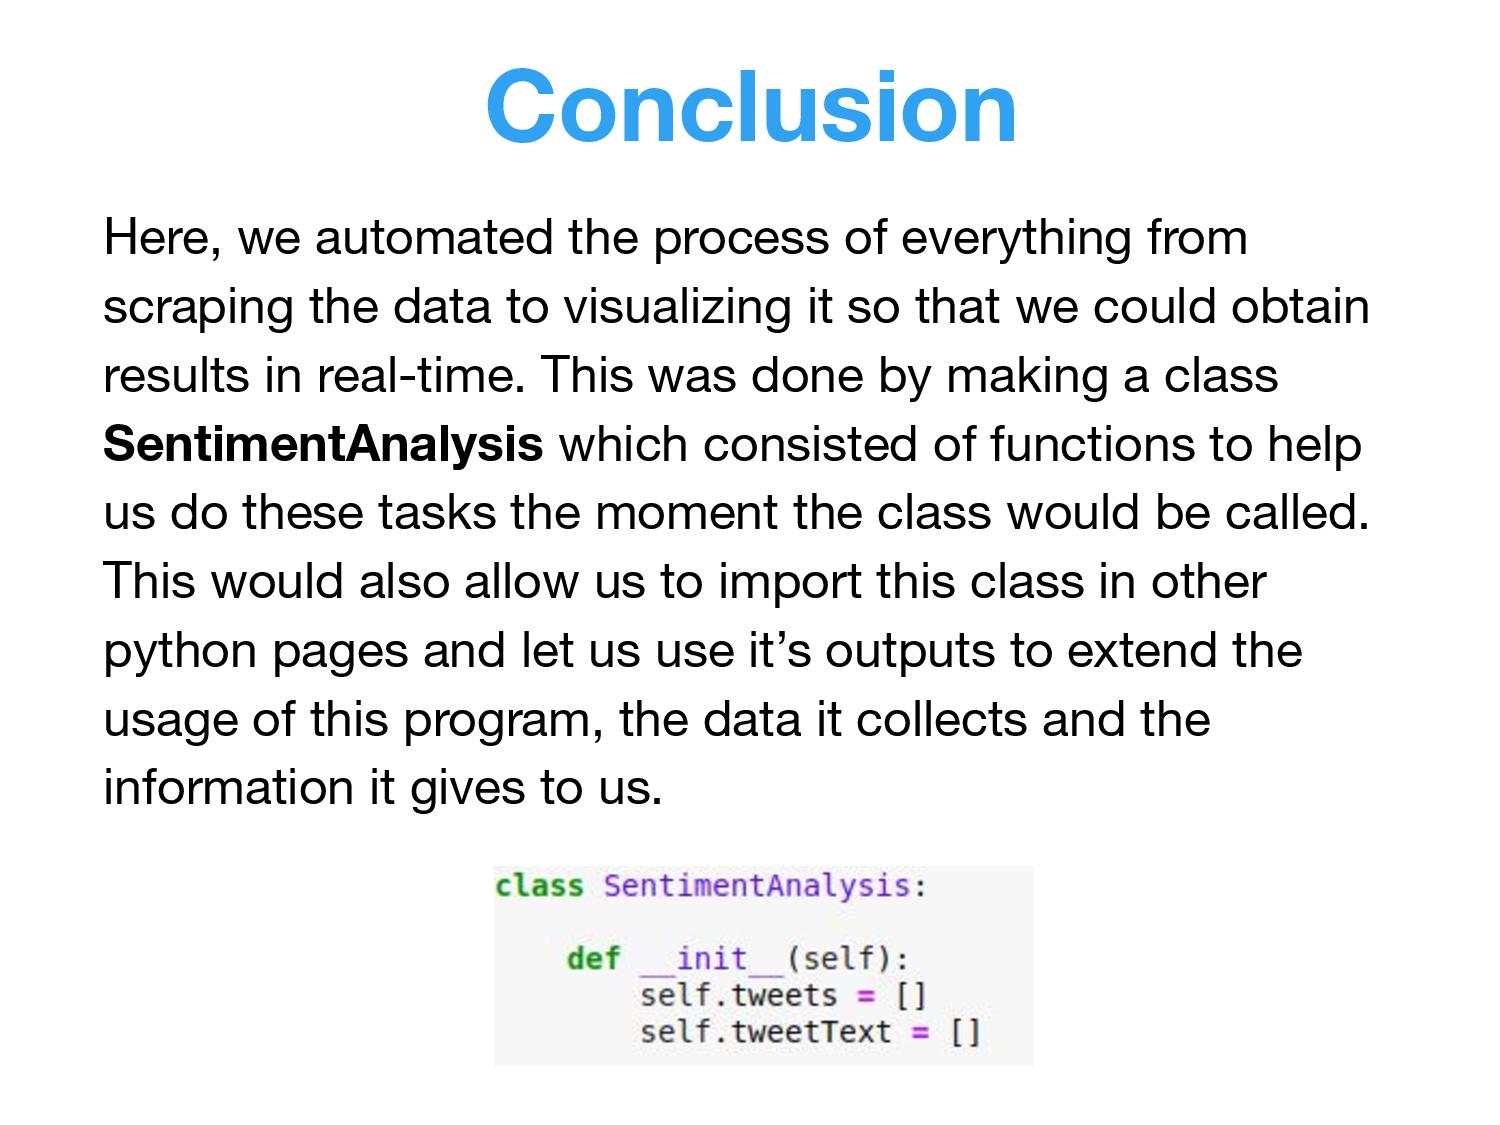 Conclusion
Here, we automated the process of everything from
scraping the data to visualizing it so that we could obtain
results in real-time. This was done by making a class
SentimentAnalysis which consisted of functions to help
us do these tasks the moment the class would be called.
This would also allow us to import this class in other
python pages and let us use it’s outputs to extend the
usage of this program, the data it collects and the
information it gives to us.
class SentimentAnalysis:
    def __init__(self):
        self.tweets = []
        self.tweetText = []